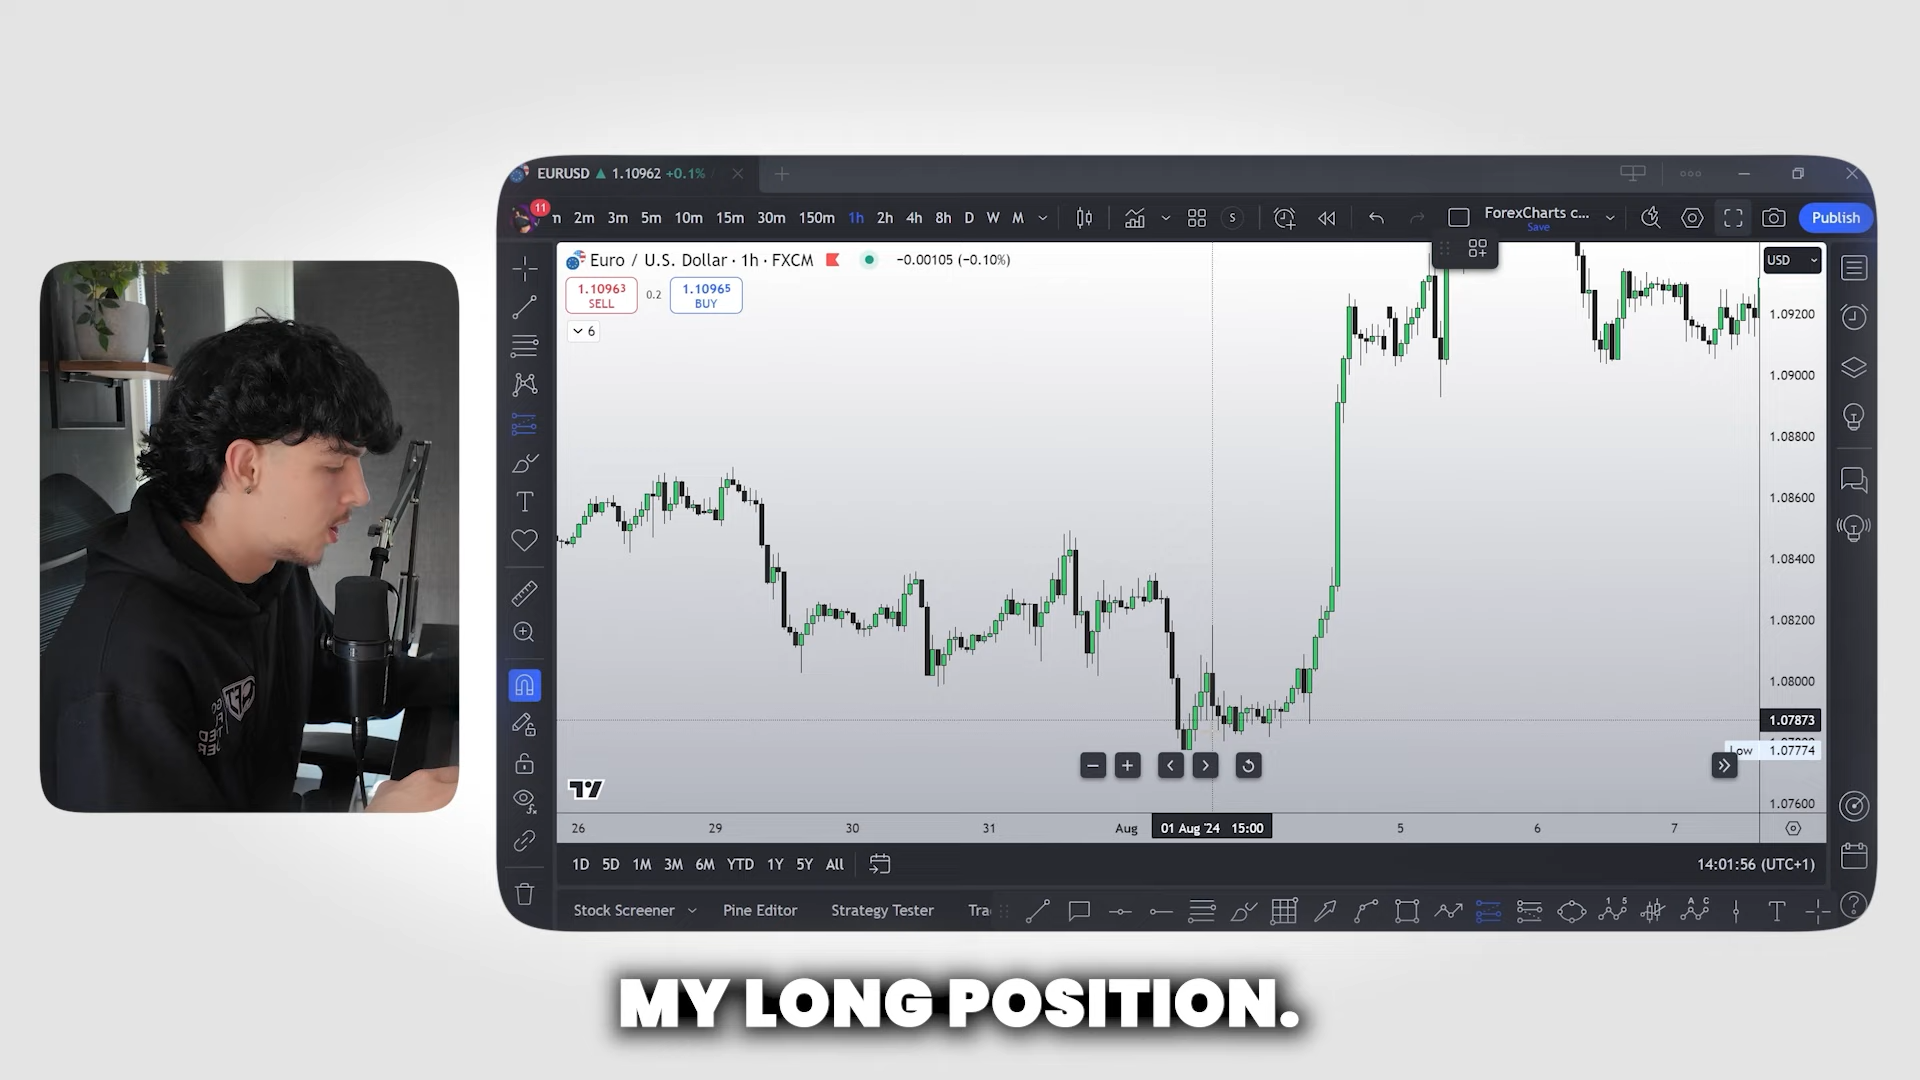 EURUSD ▲ 1.10962 +0.1%
11
m 2m 3m 5m 10m 15m 30m 150m 1h 2h 4h 8h D W M
S
ForexCharts c...
Save
Publish
Euro / U.S. Dollar · 1h · FXCM
−0.00105 (−0.10%)
USD
1.10963
SELL
0.2
1.10965
BUY
6
1.09200
1.09000
1.08800
1.08600
1.08400
1.08200
1.08000
1.07873
Low 1.07774
1.07600
26 29 30 31 Aug 01 Aug '24 15:00 5 6 7
1D 5D 1M 3M 6M YTD 1Y 5Y All
14:01:56 (UTC+1)
Stock Screener
Pine Editor
Strategy Tester
MY LONG POSITION.